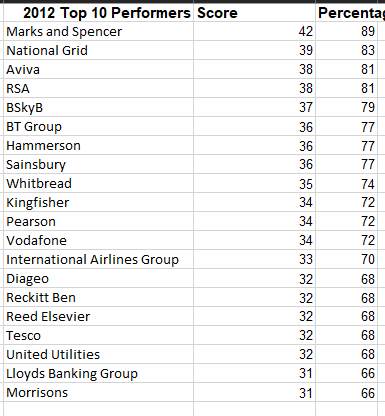 2012 Top 10 Performers Score Percentag
Marks and Spencer 42 89
National Grid 39 83
Aviva 38 81
RSA 38 81
BSkyB 37 79
BT Group 36 77
Hammerson 36 77
Sainsbury 36 77
Whitbread 35 74
Kingfisher 34 72
Pearson 34 72
Vodafone 34 72
International Airlines Group 33 70
Diageo 32 68
Reckitt Ben 32 68
Reed Elsevier 32 68
Tesco 32 68
United Utilities 32 68
Lloyds Banking Group 31 66
Morrisons 31 66